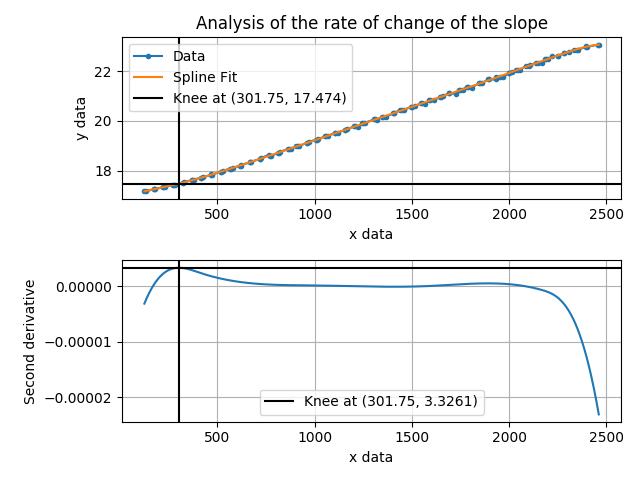 Analysis of the rate of change of the slope
Data
Spline Fit
Knee at (301.75, 17.474)
y data
22
20
18
500
1000
1500
2000
2500
x data
Second derivative
0.00000
−0.00001
−0.00002
Knee at (301.75, 3.3261)
500
1000
1500
2000
2500
x data